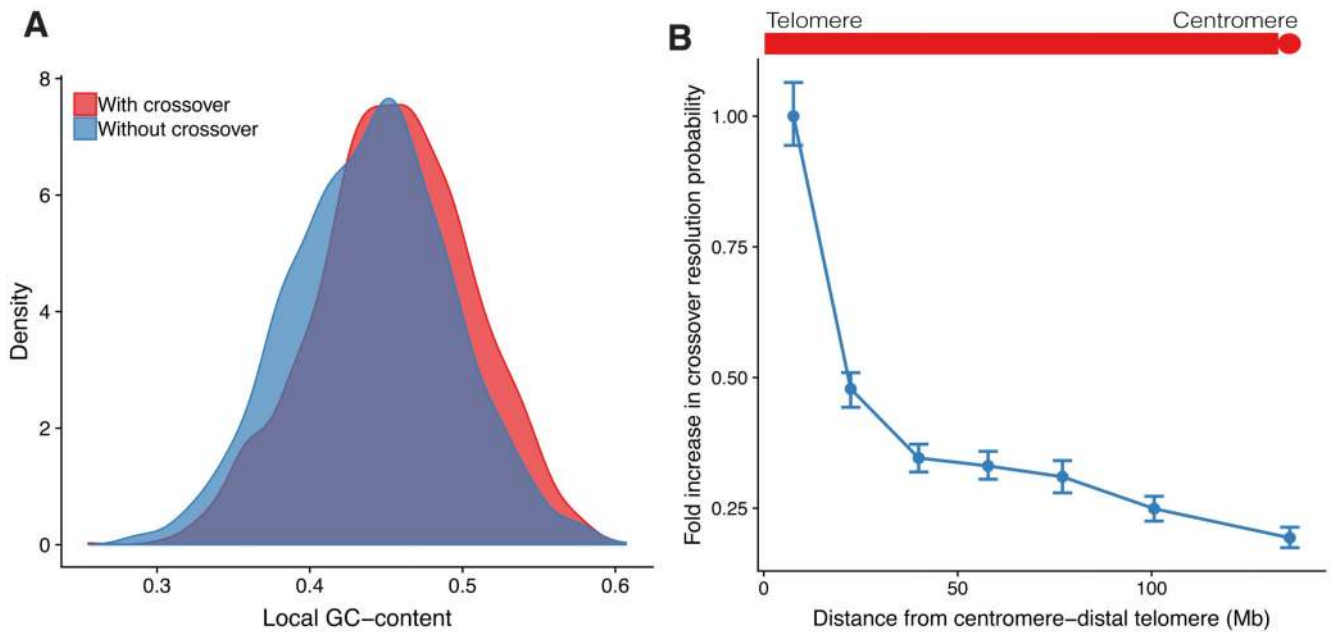 A
8
6
4
2
0
Density
With crossover
Without crossover
0.3
0.4
0.5
0.6
Local GC−content
B
Telomere
Centromere
1.00
0.75
0.50
0.25
Fold increase in crossover resolution probability
0
50
100
Distance from centromere−distal telomere (Mb)